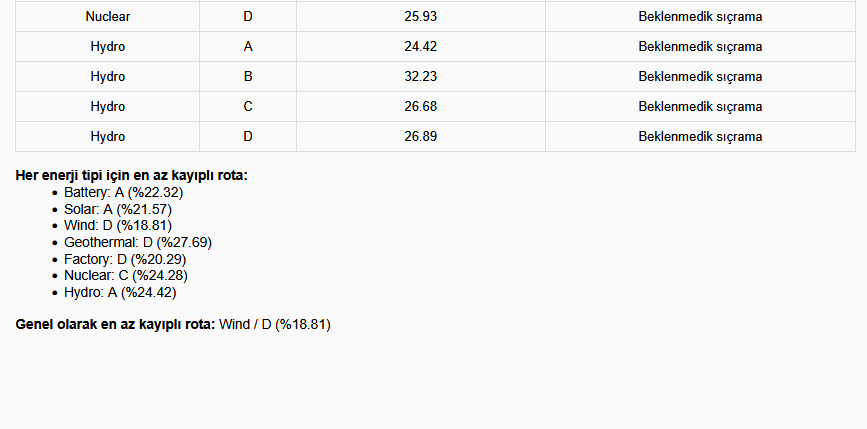 Nuclear D 25.93 Beklenmedik sıçrama
Hydro A 24.42 Beklenmedik sıçrama
Hydro B 32.23 Beklenmedik sıçrama
Hydro C 26.68 Beklenmedik sıçrama
Hydro D 26.89 Beklenmedik sıçrama
Her enerji tipi için en az kayıplı rota:
• Battery: A (%22.32)
• Solar: A (%21.57)
• Wind: D (%18.81)
• Geothermal: D (%27.69)
• Factory: D (%20.29)
• Nuclear: C (%24.28)
• Hydro: A (%24.42)
Genel olarak en az kayıplı rota: Wind / D (%18.81)